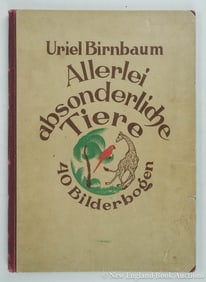 Uriel Birnbaum
Allerlei
absonderliche
Tiere
40 Bilderbogen
© New England Book Auctions